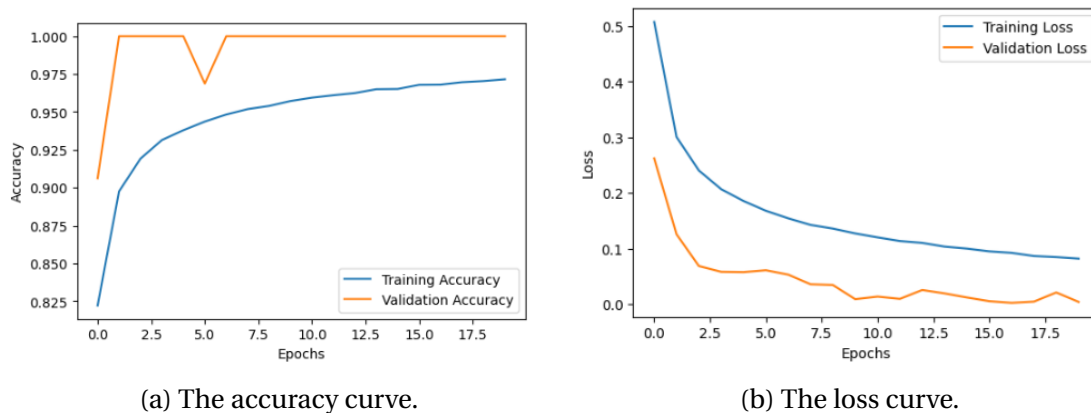 1.000
0.975
0.950
0.925
0.900
0.875
0.850
0.825
Accuracy
Training Accuracy
Validation Accuracy
0.0 2.5 5.0 7.5 10.0 12.5 15.0 17.5
Epochs
(a) The accuracy curve.
0.5
0.4
0.3
0.2
0.1
0.0
Loss
Training Loss
Validation Loss
0.0 2.5 5.0 7.5 10.0 12.5 15.0 17.5
Epochs
(b) The loss curve.